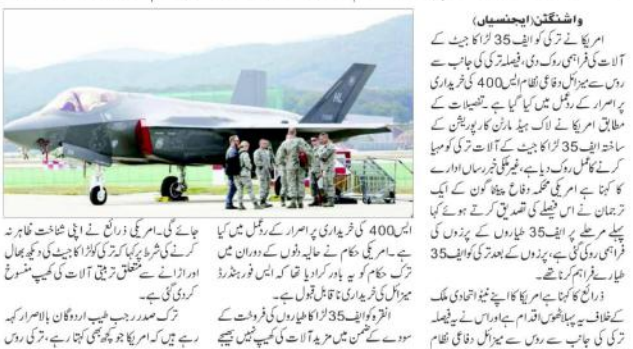 واشنگٹن(ایجنسیاں)
امریکا نے ترکی کو ایف 35 لڑاکا جیٹ کے
آلات کی فراہمی روک دی، فیصلہ ترکی کی جانب سے
روس سے میزائل دفاعی نظام ایس 400 کی خریداری
پر اصرار کے ردعمل میں کیا گیا ہے۔ تفصیلات کے
مطابق امریکا نے لاک ہیڈ مارٹن کارپوریشن کے
ساختہ ایف 35 لڑاکا جیٹ کے آلات ترکی کو مہیا
کرنے کا عمل روک دیا ہے، غیر ملکی خبر رساں ادارے
کا کہنا ہے امریکی محکمہ دفاع پینٹاگون کے ایک
ترجمان نے اس فیصلے کی تصدیق کرتے ہوئے کہا
پہلے مرحلے پر ایف 35 طیاروں کے پرزوں کی
فراہمی روکی گئی ہے، پرزوں کے بعد ترکی کو ایف 35
طیارے فراہم کرنا تھے۔
ذرائع کا کہنا ہے امریکا کا اپنے نیٹو اتحادی ملک
کے خلاف یہ پہلا ٹھوس اقدام ہے اور اس نے یہ فیصلہ
ترکی کی جانب سے روس سے میزائل دفاعی نظام
ایس 400 کی خریداری پر اصرار کے ردعمل میں کیا
ہے۔ امریکی حکام نے حالیہ دنوں کے دوران میں
ترک حکام کو یہ باور کرا دیا تھا کہ ایس فور ہنڈرڈ
میزائل کی خریداری ناقابل قبول ہے۔
انقرہ کو ایف 35 لڑاکا طیاروں کی فروخت کے
سودے کے ضمن میں مزید آلات کی کھیپ نہیں بھیجے
جائے گی۔ امریکی ذرائع نے اپنی شناخت ظاہر نہ
کرنے کی شرط پر کہا کہ ترکی کو لڑاکا جیٹ کی دیکھ بھال
اور اڑانے سے متعلق تربیتی آلات کی کھیپ منسوخ
کر دی گئی ہے۔
ترک صدر رجب طیب اردوگان بالاصرار کہہ
رہے ہیں کہ امریکا جو کچھ بھی کہتا رہے، ترکی روس